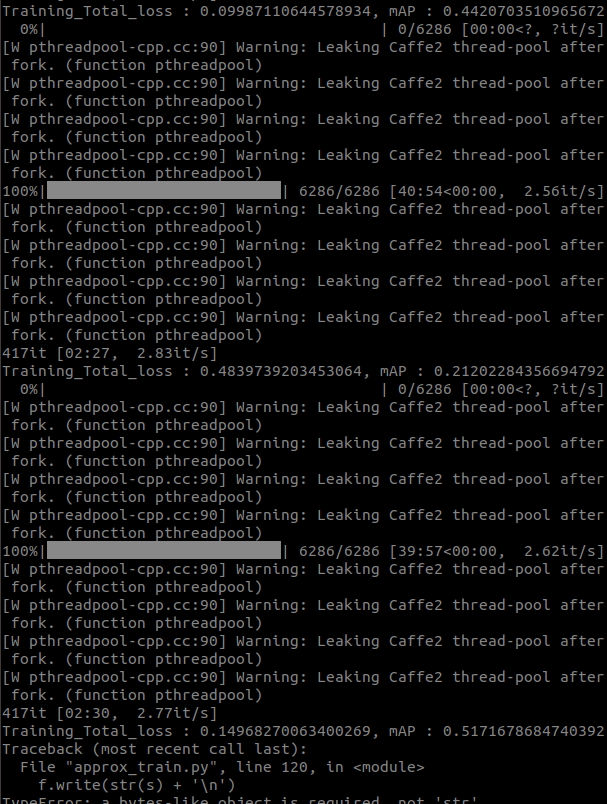 Training_Total_loss : 0.09987110644578934, mAP : 0.4420703510965672
0%| | 0/6286 [00:00<?, ?it/s]
[W pthreadpool-cpp.cc:90] Warning: Leaking Caffe2 thread-pool after
fork. (function pthreadpool)
[W pthreadpool-cpp.cc:90] Warning: Leaking Caffe2 thread-pool after
fork. (function pthreadpool)
[W pthreadpool-cpp.cc:90] Warning: Leaking Caffe2 thread-pool after
fork. (function pthreadpool)
[W pthreadpool-cpp.cc:90] Warning: Leaking Caffe2 thread-pool after
fork. (function pthreadpool)
100%| | 6286/6286 [40:54<00:00, 2.56it/s]
[W pthreadpool-cpp.cc:90] Warning: Leaking Caffe2 thread-pool after
fork. (function pthreadpool)
[W pthreadpool-cpp.cc:90] Warning: Leaking Caffe2 thread-pool after
fork. (function pthreadpool)
[W pthreadpool-cpp.cc:90] Warning: Leaking Caffe2 thread-pool after
fork. (function pthreadpool)
[W pthreadpool-cpp.cc:90] Warning: Leaking Caffe2 thread-pool after
fork. (function pthreadpool)
417it [02:27, 2.83it/s]
Training_Total_loss : 0.4839739203453064, mAP : 0.21202284356694792
0%| | 0/6286 [00:00<?, ?it/s]
[W pthreadpool-cpp.cc:90] Warning: Leaking Caffe2 thread-pool after
fork. (function pthreadpool)
[W pthreadpool-cpp.cc:90] Warning: Leaking Caffe2 thread-pool after
fork. (function pthreadpool)
[W pthreadpool-cpp.cc:90] Warning: Leaking Caffe2 thread-pool after
fork. (function pthreadpool)
[W pthreadpool-cpp.cc:90] Warning: Leaking Caffe2 thread-pool after
fork. (function pthreadpool)
100%| | 6286/6286 [39:57<00:00, 2.62it/s]
[W pthreadpool-cpp.cc:90] Warning: Leaking Caffe2 thread-pool after
fork. (function pthreadpool)
[W pthreadpool-cpp.cc:90] Warning: Leaking Caffe2 thread-pool after
fork. (function pthreadpool)
[W pthreadpool-cpp.cc:90] Warning: Leaking Caffe2 thread-pool after
fork. (function pthreadpool)
[W pthreadpool-cpp.cc:90] Warning: Leaking Caffe2 thread-pool after
fork. (function pthreadpool)
417it [02:30, 2.77it/s]
Training_Total_loss : 0.14968270063400269, mAP : 0.5171678684740392
Traceback (most recent call last):
File "approx_train.py", line 120, in <module>
f.write(str(s) + '\n')
TypeError: a bytes-like object is required, not 'str'